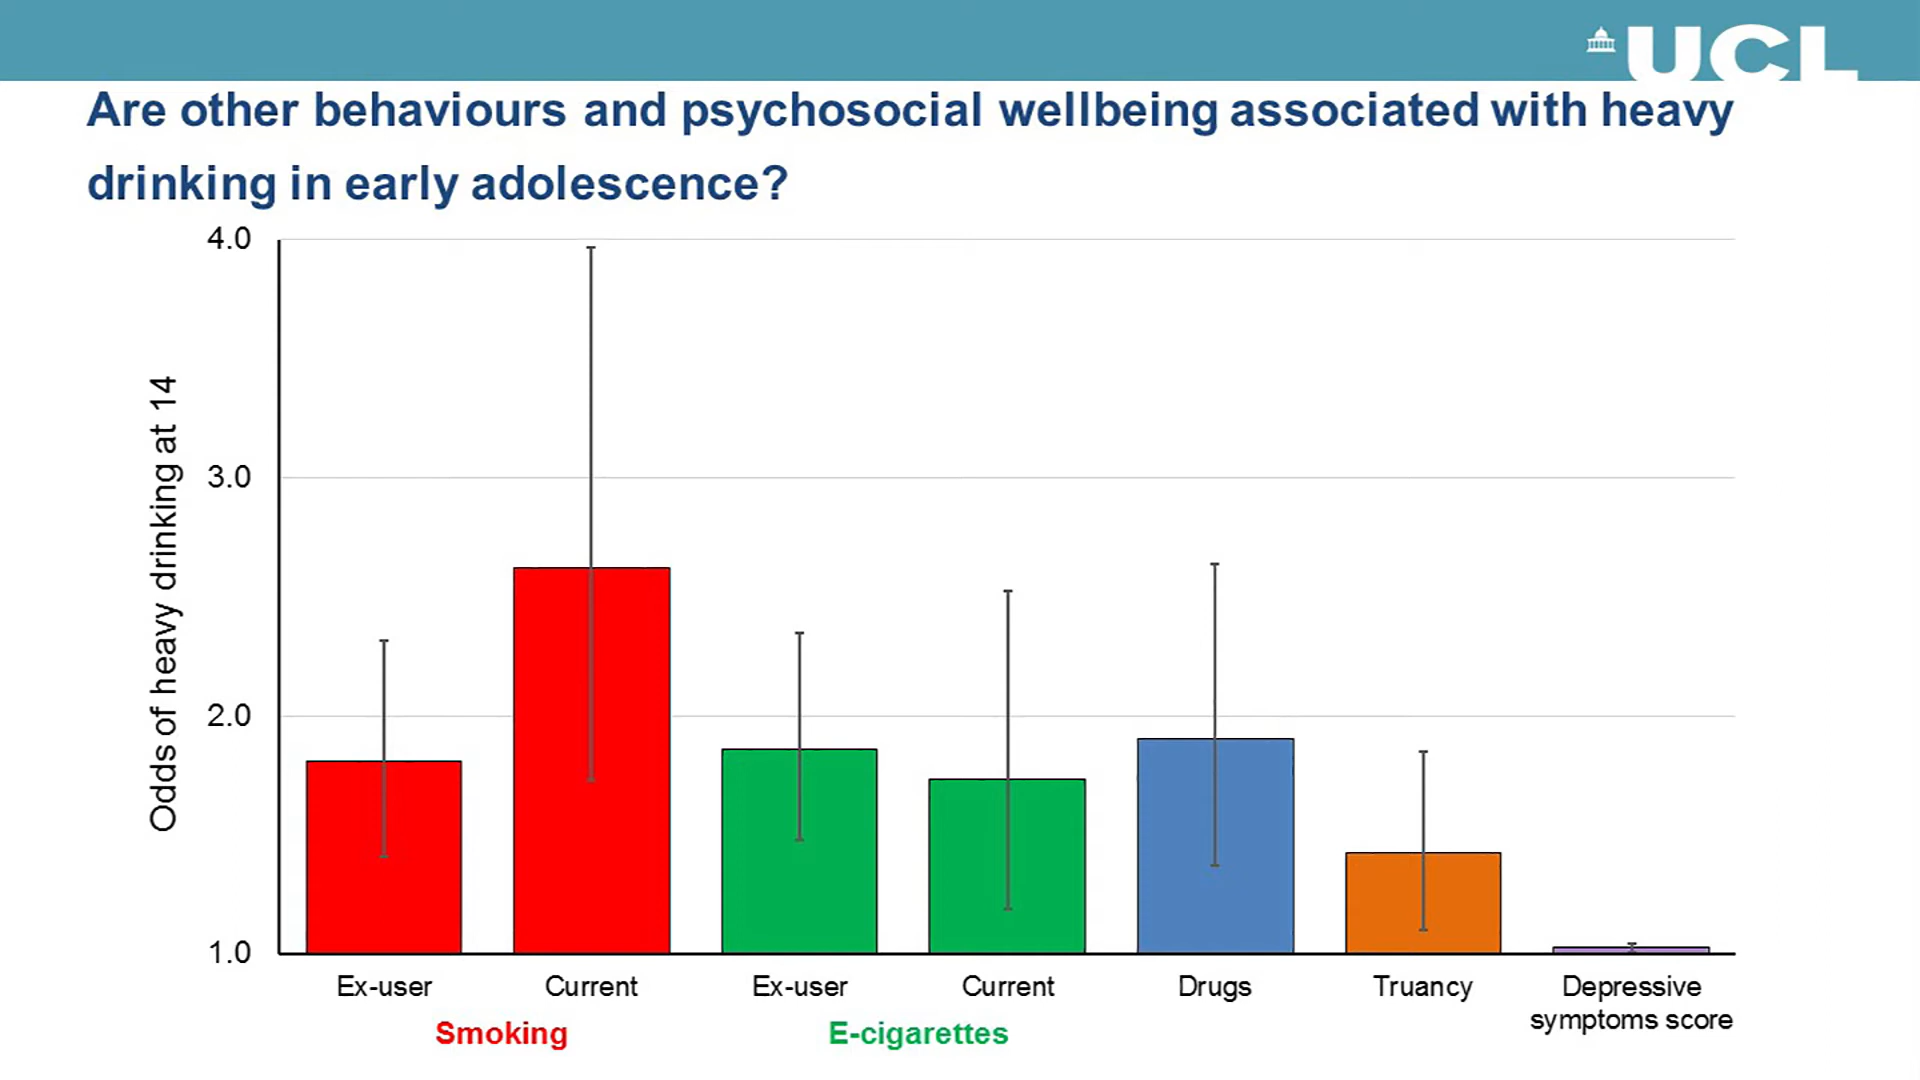 UCL
Are other behaviours and psychosocial wellbeing associated with heavy
drinking in early adolescence?
Odds of heavy drinking at 14
4.0
3.0
2.0
1.0
Ex-user
Current
Ex-user
Current
Drugs
Truancy
Depressive
symptoms score
Smoking
E-cigarettes